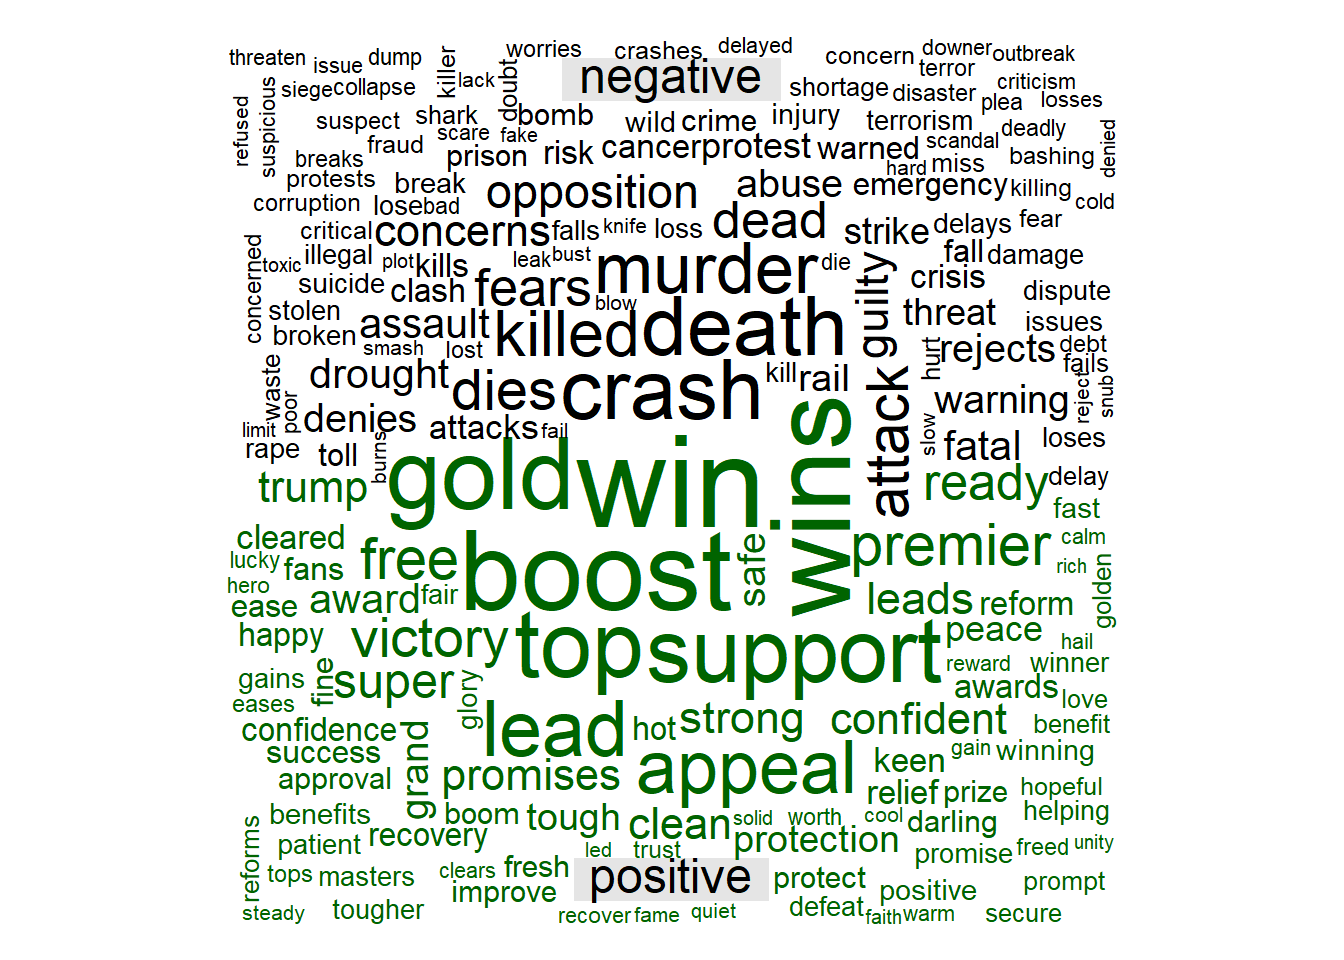 threaten issue dump killer worries crashes delayed concern downer outbreak
siege collapse lack doubt negative shortage terror disaster criticism plea losses
refused suspicious suspect shark scare fake bomb wild crime injury terrorism scandal deadly denied
fraud breaks prison risk cancer protest warned hard miss bashing
protests break opposition abuse emergency killing cold
corruption lose bad
critical concerns falls knife loss dead strike delays fear
concerned toxic illegal plot kills leak bust murder die guilty fall damage
suicide clash fears blow crisis dispute
stolen assault killed death threat issues
broken smash lost hurt rejects debt fails
waste poor drought dies crash kill rail attack warning reject snub
limit denies attacks fail slow fatal loses
rape toll burns
trump gold win wins ready delay
fast
cleared free boost safe premier calm
lucky fans rich
hero ease award fair leads reform golden
happy victory top support peace hail
gains fine super glory reward winner
eases awards love
confidence grand lead hot strong confident benefit
success gain winning
approval promises appeal keen
relief prize hopeful
benefits boom tough clean solid worth cool darling helping
reforms patient recovery protection
led trust promise freed unity
tops masters clears fresh positive protect positive prompt
improve
steady tougher recover fame quiet defeat faith warm secure